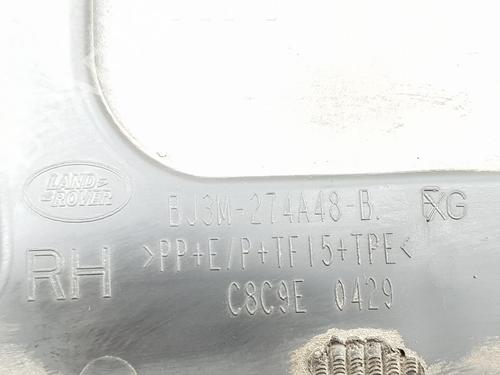 LAND-
-ROVER
BJ3M-274A48-B.
RH
>PP+E/P+TF15+TPE<
C8C9E 0429